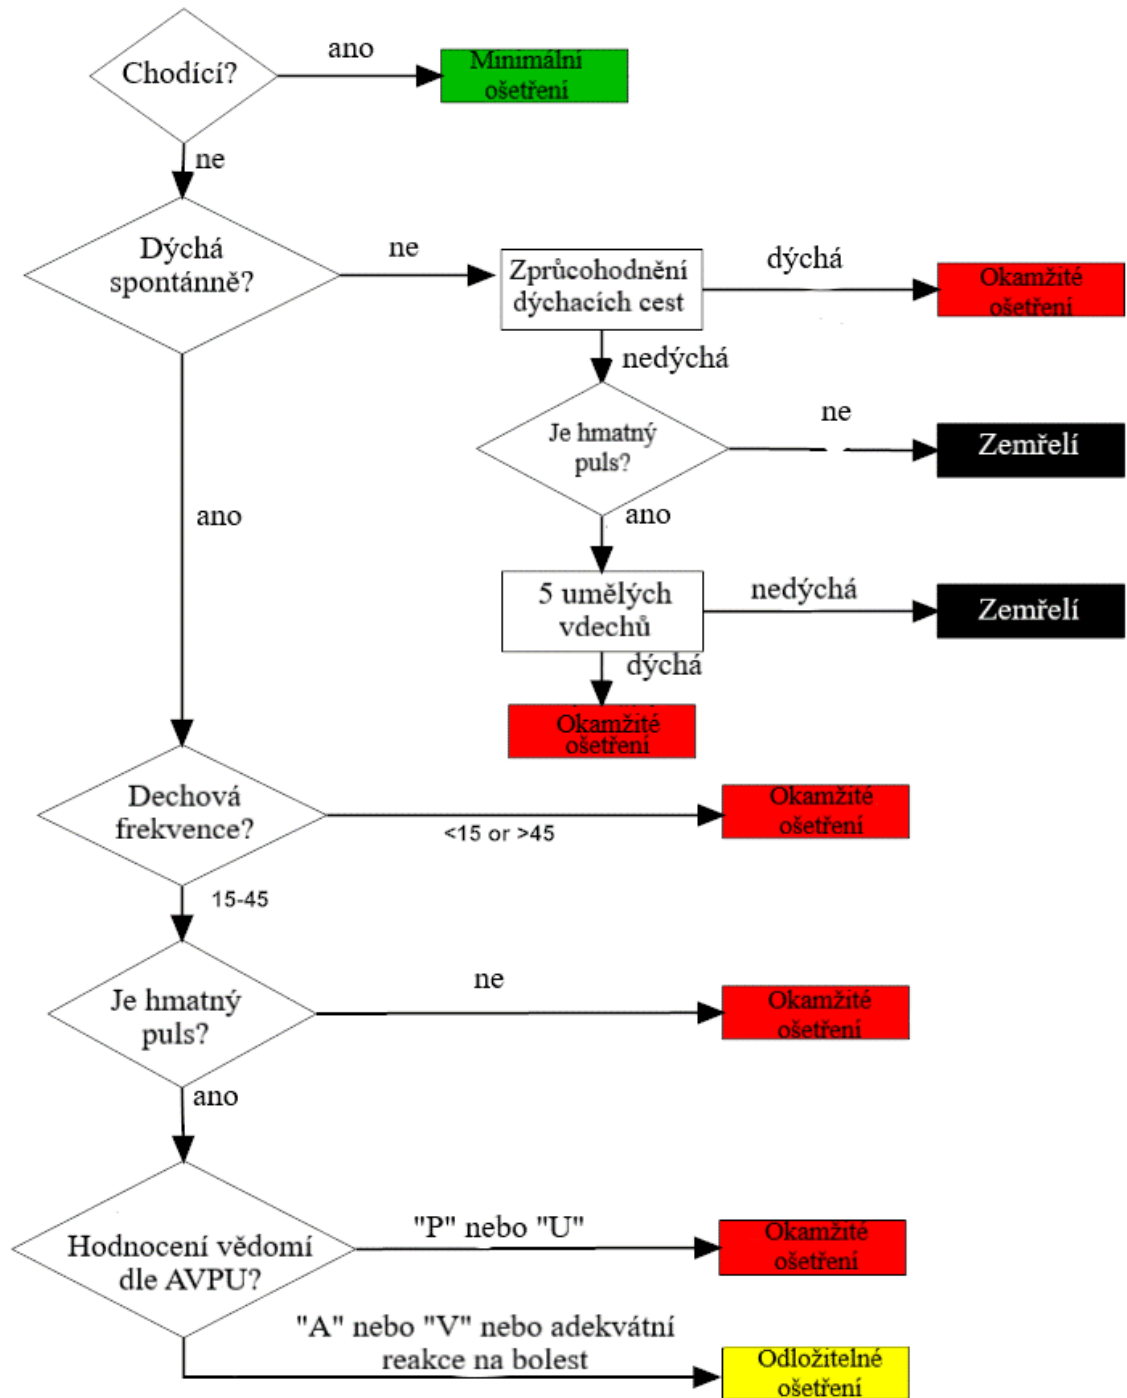 ano
Chodící?
Minimální
ošetření
ne
Dýchá
spontánně?
ne
Zprůcohodnění
dýchacích cest
dýchá
Okamžité
ošetření
nedýchá
Je hmatný
puls?
ne
Zemřelí
ano
ano
5 umělých
vdechů
nedýchá
Zemřelí
dýchá
Okamžité
ošetření
Dechová
frekvence?
<15 or >45
Okamžité
ošetření
15-45
Je hmatný
puls?
ne
Okamžité
ošetření
ano
Hodnocení vědomí
dle AVPU?
"P" nebo "U"
Okamžité
ošetření
"A" nebo "V" nebo adekvátní
reakce na bolest
Odložitelné
ošetření